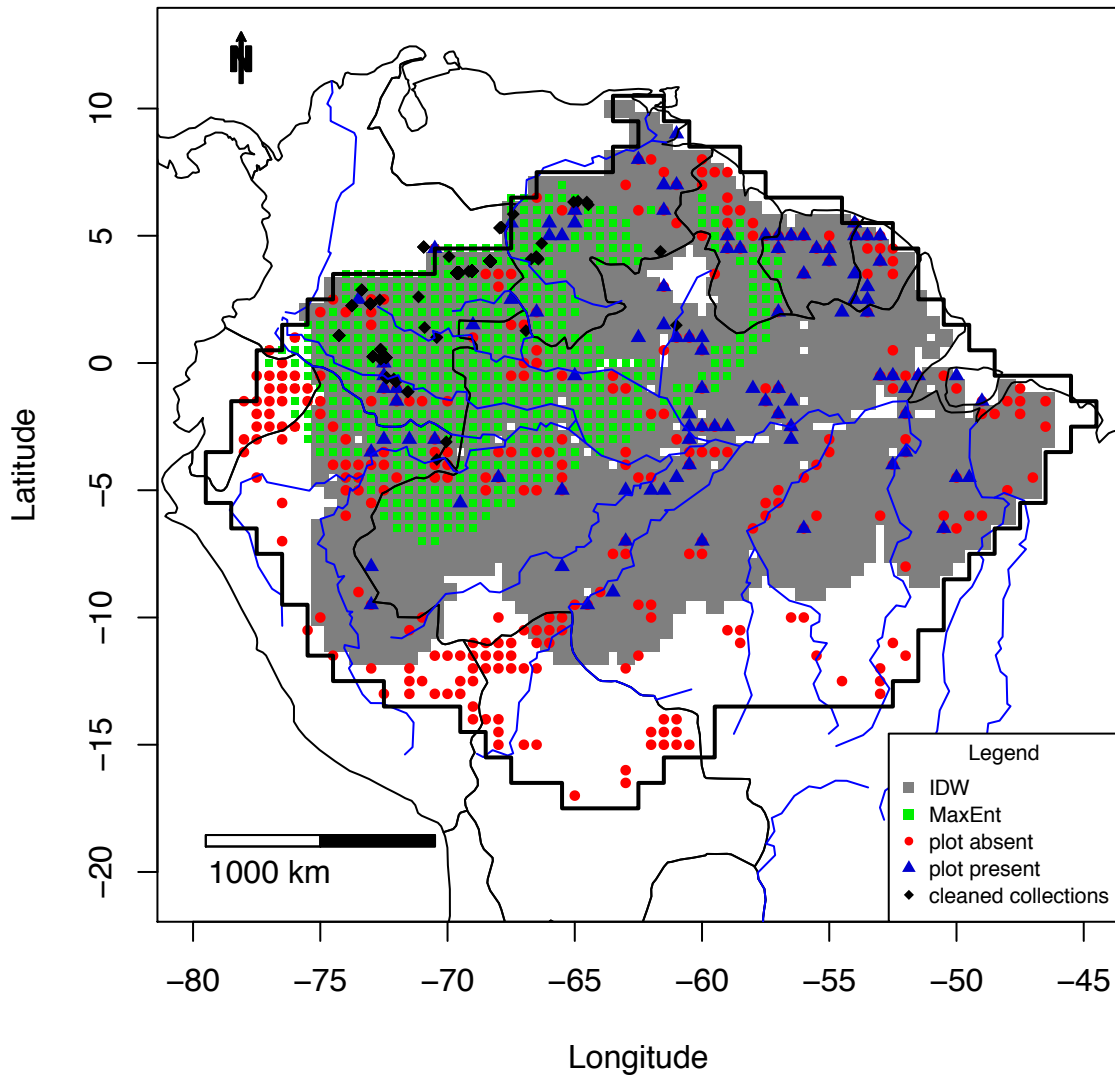 N
10
5
0
−5
−10
−15
−20
Latitude
1000 km
Legend
IDW
MaxEnt
plot absent
plot present
cleaned collections
−80 −75 −70 −65 −60 −55 −50 −45
Longitude